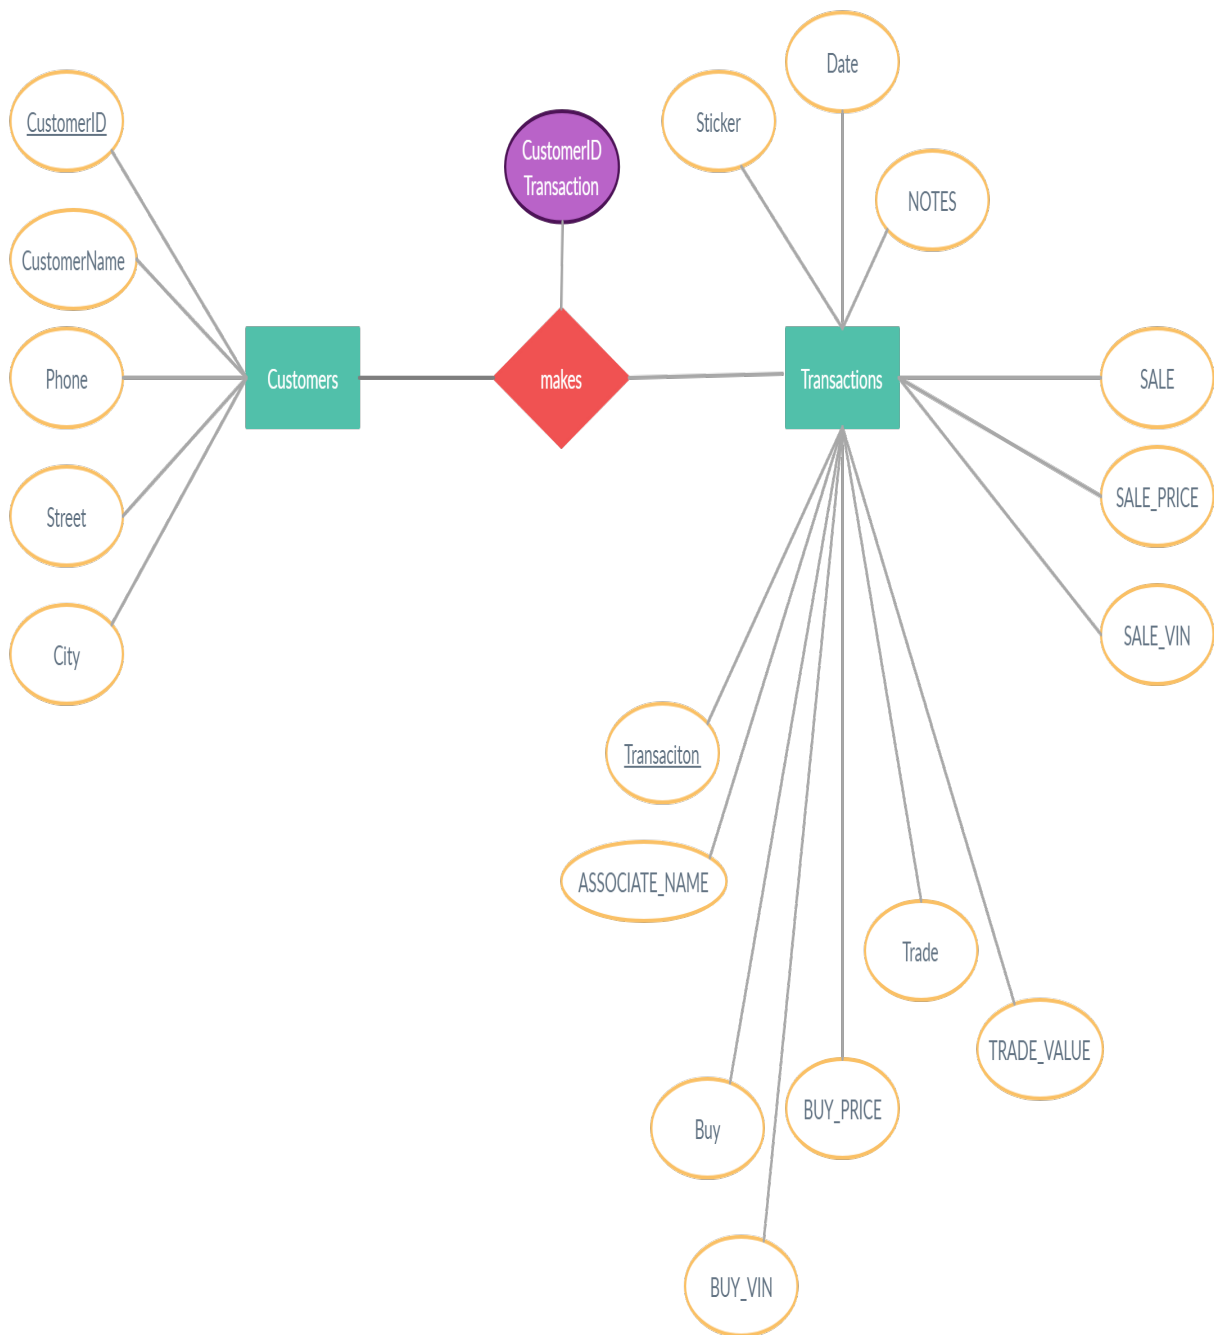 Date
Sticker
CustomerID
CustomerID
Transaction
NOTES
CustomerName
Phone
Customers
makes
Transactions
SALE
SALE_PRICE
Street
SALE_VIN
City
Transaciton
ASSOCIATE_NAME
Trade
TRADE_VALUE
BUY_PRICE
Buy
BUY_VIN